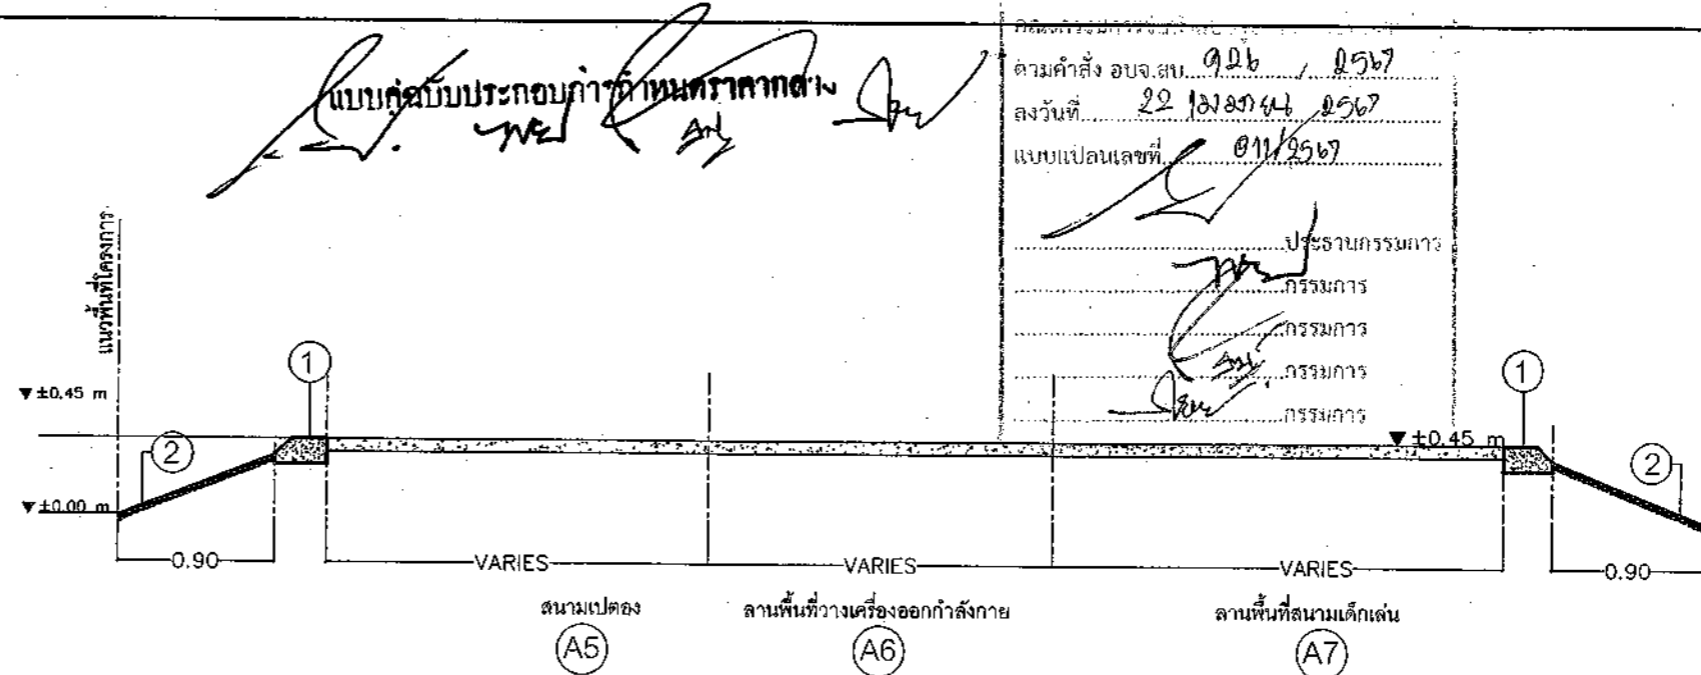 แบบคู่ฉบับประกอบการกำหนดราคากลาง
ตามคำสั่ง อบจ.สบ. 926 / 2567
ลงวันที่ 22 เมษายน 2567
แบบแปลนเลขที่ 011/2567
ประธานกรรมการ
กรรมการ
กรรมการ
กรรมการ
กรรมการ
แนวพื้นที่โครงการ
1
1
▼±0.45 m
▼±0.45 m
2
2
▼±0.00 m
0.90 VARIES VARIES VARIES 0.90
สนามเปตอง ลานพื้นที่วางเครื่องออกกำลังกาย ลานพื้นที่สนามเด็กเล่น
A5 A6 A7